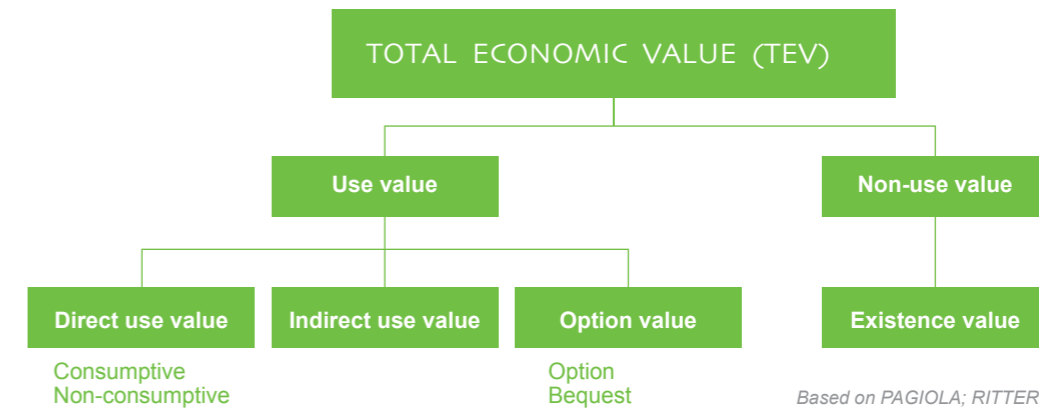 TOTAL ECONOMIC VALUE (TEV)
Use value
Non-use value
Direct use value
Indirect use value
Option value
Existence value
Consumptive
Non-consumptive
Option
Bequest
Based on PAGIOLA; RITTER